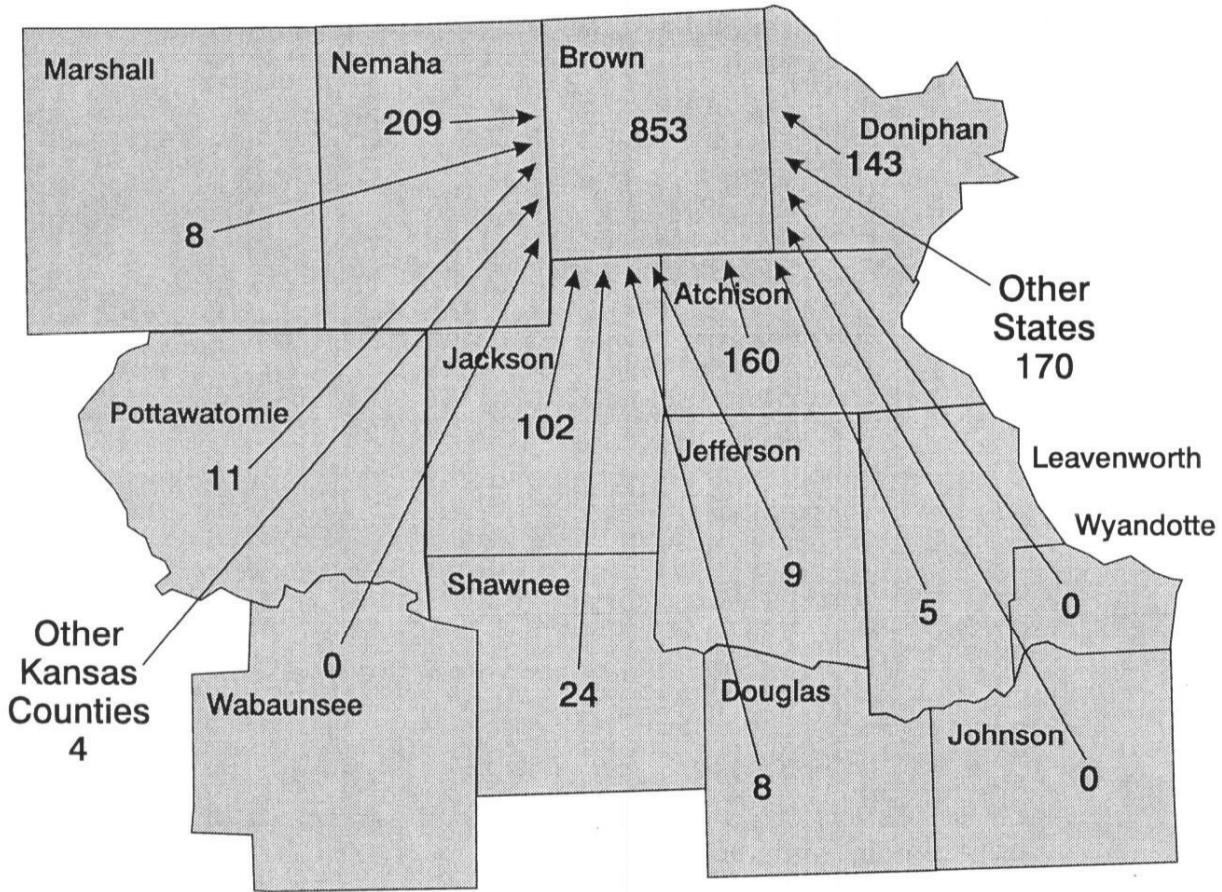 Marshall
Nemaha
Brown
209
853
Doniphan
143
8
Other
States
170
Atchison
160
Jackson
102
Pottawatomie
11
Jefferson
Leavenworth
Wyandotte
9
5
0
Shawnee
24
Other
Kansas
Counties
4
0
Wabaunsee
Douglas
8
Johnson
0